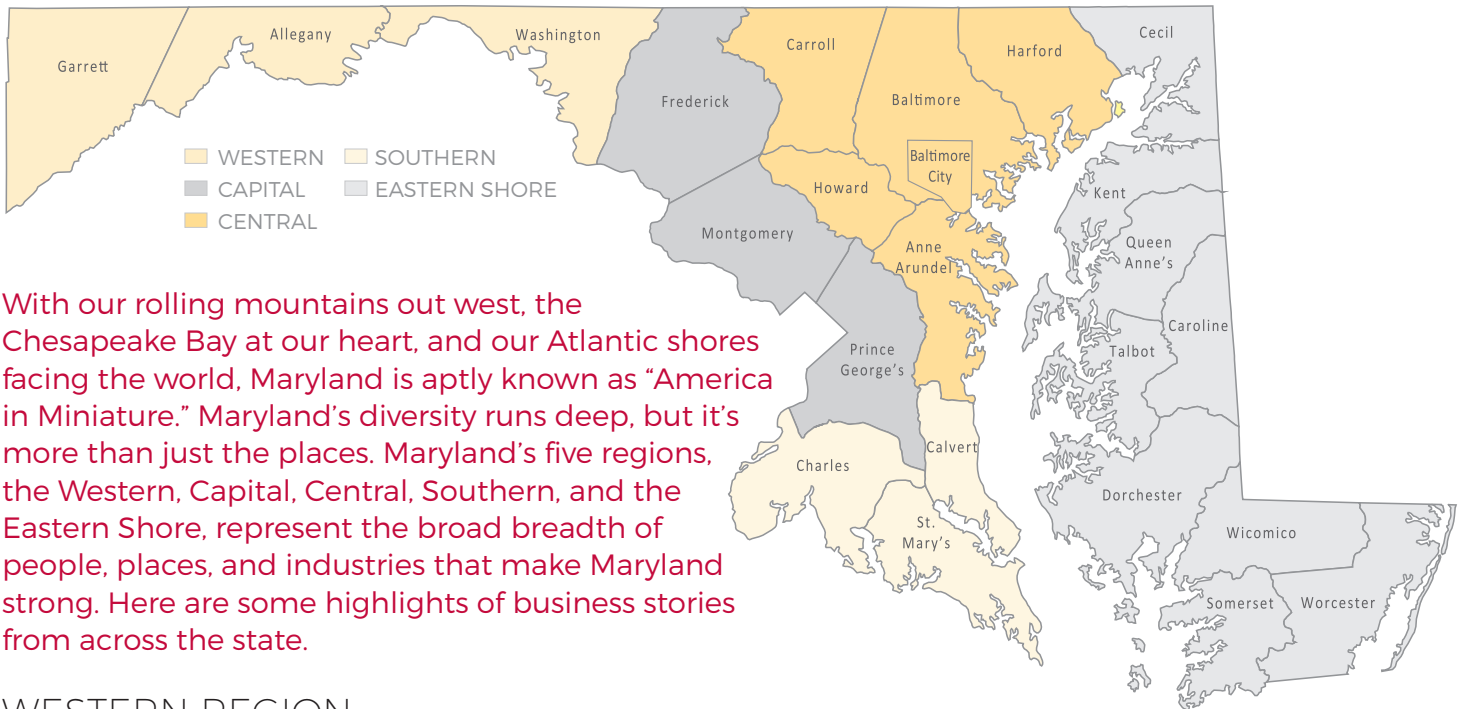 Garrett
Allegany
Washington
Frederick
Carroll
Baltimore
Harford
Cecil
Baltimore
City
Howard
Montgomery
Anne
Arundel
Kent
Queen
Anne's
Caroline
Talbot
Prince
George's
Calvert
Charles
St.
Mary's
Dorchester
Wicomico
Somerset
Worcester
WESTERN
SOUTHERN
CAPITAL
EASTERN SHORE
CENTRAL
With our rolling mountains out west, the
Chesapeake Bay at our heart, and our Atlantic shores
facing the world, Maryland is aptly known as “America
in Miniature.” Maryland’s diversity runs deep, but it’s
more than just the places. Maryland’s five regions,
the Western, Capital, Central, Southern, and the
Eastern Shore, represent the broad breadth of
people, places, and industries that make Maryland
strong. Here are some highlights of business stories
from across the state.
WESTERN REGION